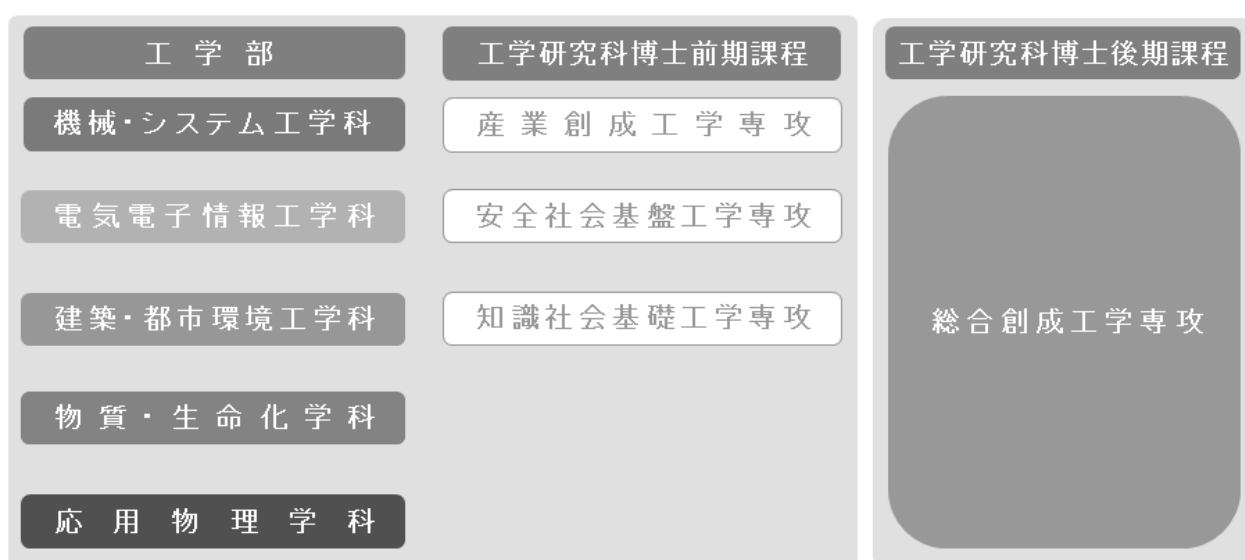 工学部
工学研究科博士前期課程
工学研究科博士後期課程
機械・システム工学科
産業創成工学専攻
電気電子情報工学科
安全社会基盤工学専攻
建築・都市環境工学科
知識社会基礎工学専攻
総合創成工学専攻
物質・生命化学科
応用物理学科